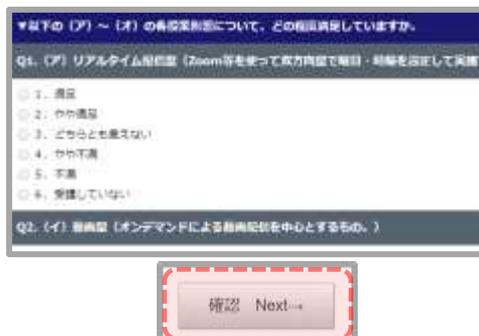 ▼以下の（ア）～（オ）の各授業形態について、どの程度満足していますか。
Q1.（ア）リアルタイム配信型（Zoom等を使って双方向型で曜日・時限を設定して実施
1. 満足
2. やや満足
3. どちらとも言えない
4. やや不満
5. 不満
6. 受講していない
Q2.（イ）動画型（オンデマンドによる動画配信を中心とするもの。）
確認 Next→